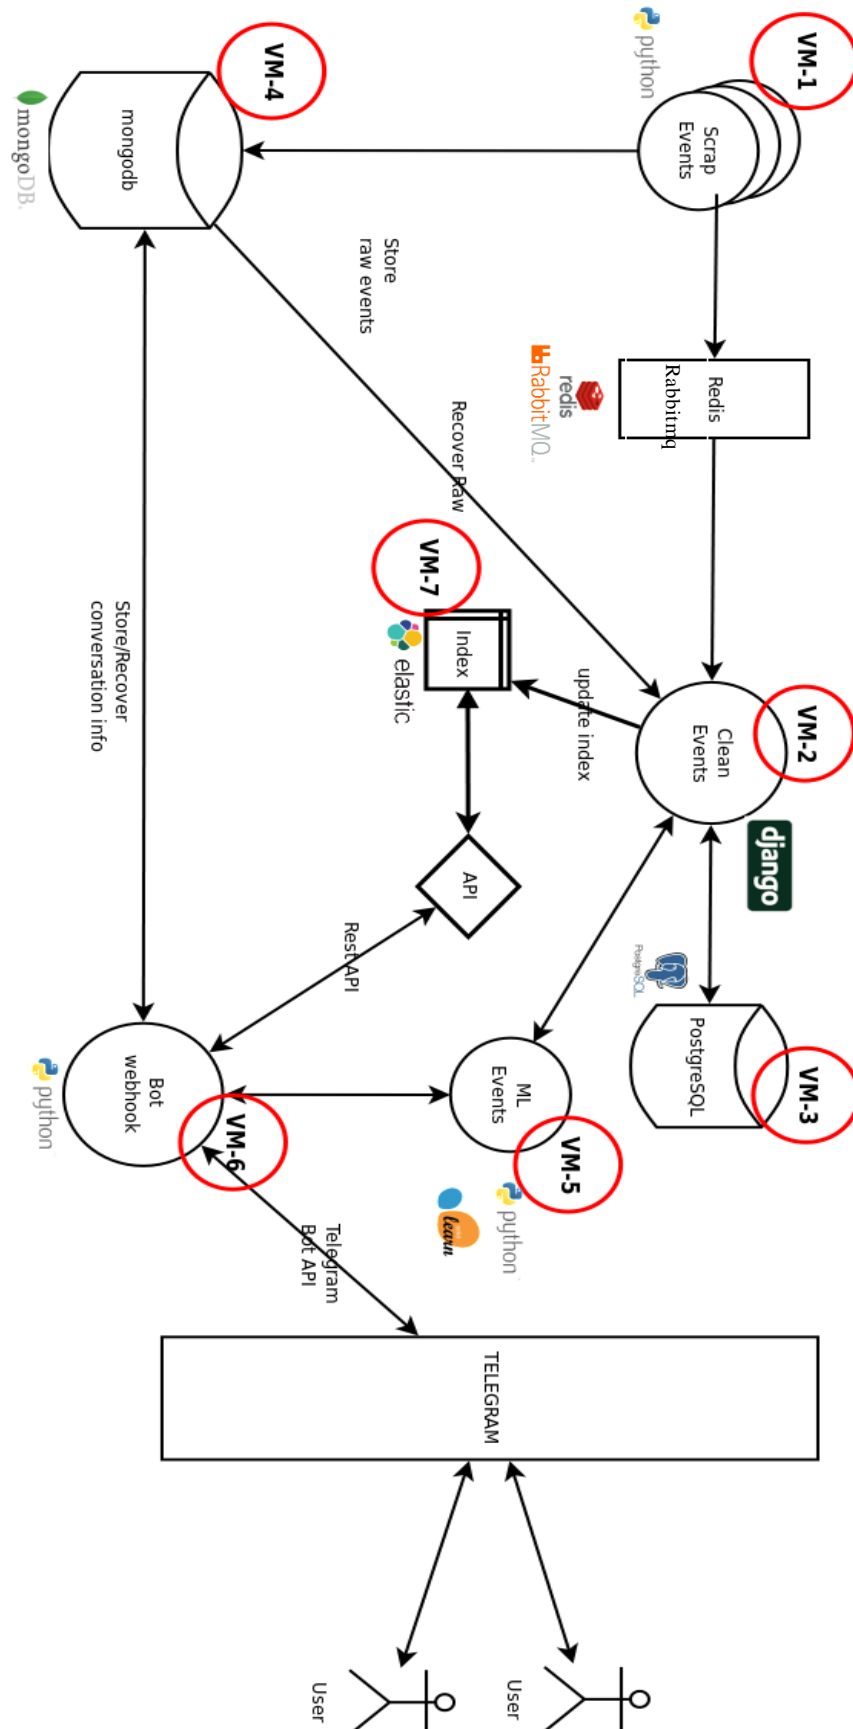 VM-1
Scrap
Events
python
Redis
Rabbitmq
redis
RabbitMQ
VM-2
Clean
Events
django
PostgreSQL
VM-3
PostgreSQL
VM-4
mongodb
mongoDB.
Store
raw events
Recover Raw
update index
VM-7
Index
elastic
API
Rest API
ML
Events
VM-5
python
learn
Store/Recover
conversation info
Bot
webhook
VM-6
python
Telegram
Bot API
TELEGRAM
User
User